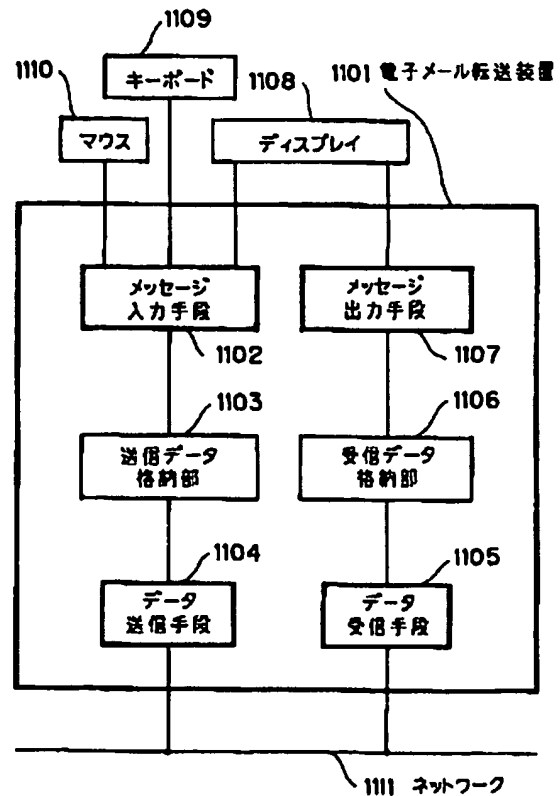 1109
キーボード
1110
マウス
1108
ディスプレイ
1101 電子メール転送装置
メッセージ
入力手段
1102
メッセージ
出力手段
1107
1103
送信データ
格納部
1106
受信データ
格納部
1104
データ
送信手段
1105
データ
受信手段
1111 ネットワーク